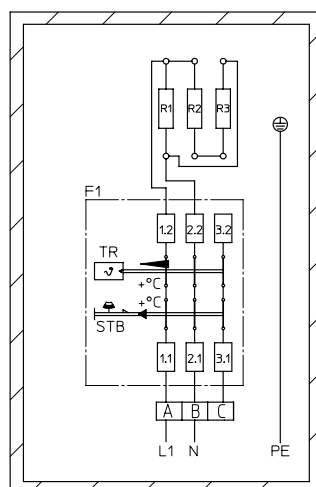 R1 R2 R3
F1
1.2 2.2 3.2
TR
ϑ
+°C
+°C
STB
1.1 2.1 3.1
A B C
L1 N PE